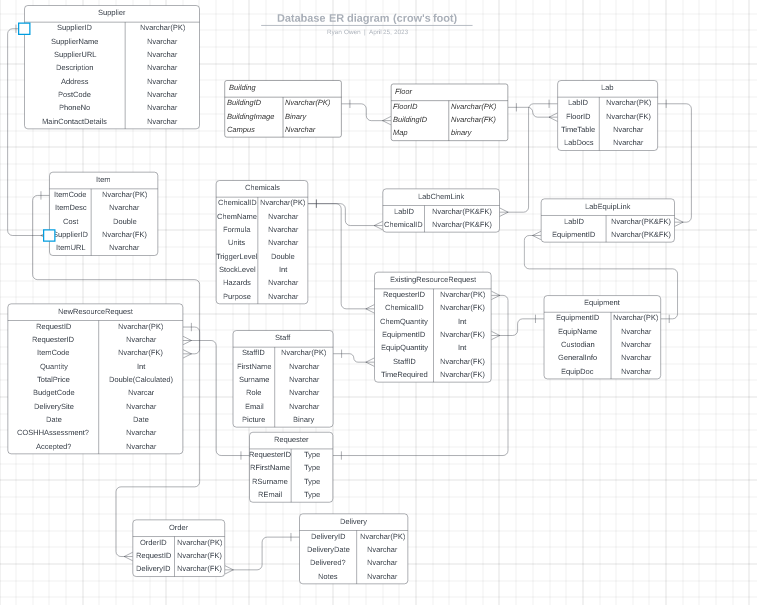 Database ER diagram (crow's foot)
Ryan Owen | April 25, 2023
Supplier
SupplierID Nvarchar(PK)
SupplierName Nvarchar
SupplierURL Nvarchar
Description Nvarchar
Address Nvarchar
PostCode Nvarchar
PhoneNo Nvarchar
MainContactDetails Nvarchar
Building
BuildingID Nvarchar(PK)
BuildingImage Binary
Campus Nvarchar
Floor
FloorID Nvarchar(PK)
BuildingID Nvarchar(FK)
Map binary
Lab
LabID Nvarchar(PK)
FloorID Nvarchar(FK)
TimeTable Nvarchar
LabDocs Nvarchar
Item
ItemCode Nvarchar(PK)
ItemDesc Nvarchar
Cost Double
SupplierID Nvarchar(FK)
ItemURL Nvarchar
Chemicals
ChemicalID Nvarchar(PK)
ChemName Nvarchar
Formula Nvarchar
Units Nvarchar
TriggerLevel Double
StockLevel Int
Hazards Nvarchar
Purpose Nvarchar
LabChemLink
LabID Nvarchar(PK&FK)
ChemicalID Nvarchar(PK&FK)
LabEquipLink
LabID Nvarchar(PK&FK)
EquipmentID Nvarchar(PK&FK)
ExistingResourceRequest
RequesterID Nvarchar(PK)
ChemicalID Nvarchar(FK)
ChemQuantity Int
EquipmentID Nvarchar(FK)
EquipQuantity Int
StaffID Nvarchar(FK)
TimeRequired Nvarchar(FK)
Equipment
EquipmentID Nvarchar(PK)
EquipName Nvarchar
Custodian Nvarchar
GeneralInfo Nvarchar
EquipDoc Nvarchar
NewResourceRequest
RequestID Nvarchar(PK)
RequesterID Nvarchar(FK)
ItemCode Nvarchar(FK)
Quantity Int
TotalPrice Double(Calculated)
BudgetCode Nvarcar
DeliverySite Nvarchar
Date Date
COSHHAssessment? Nvarchar
Accepted? Nvarchar
Staff
StaffID Nvarchar(PK)
FirstName Nvarchar
Surname Nvarchar
Role Nvarchar
Email Nvarchar
Picture Binary
Requester
RequesterID Type
RFirstName Type
RSurname Type
REmail Type
Order
OrderID Nvarchar(PK)
RequestID Nvarchar(FK)
DeliveryID Nvarchar(FK)
Delivery
DeliveryID Nvarchar(PK)
DeliveryDate Nvarchar
Delivered? Nvarchar
Notes Nvarchar